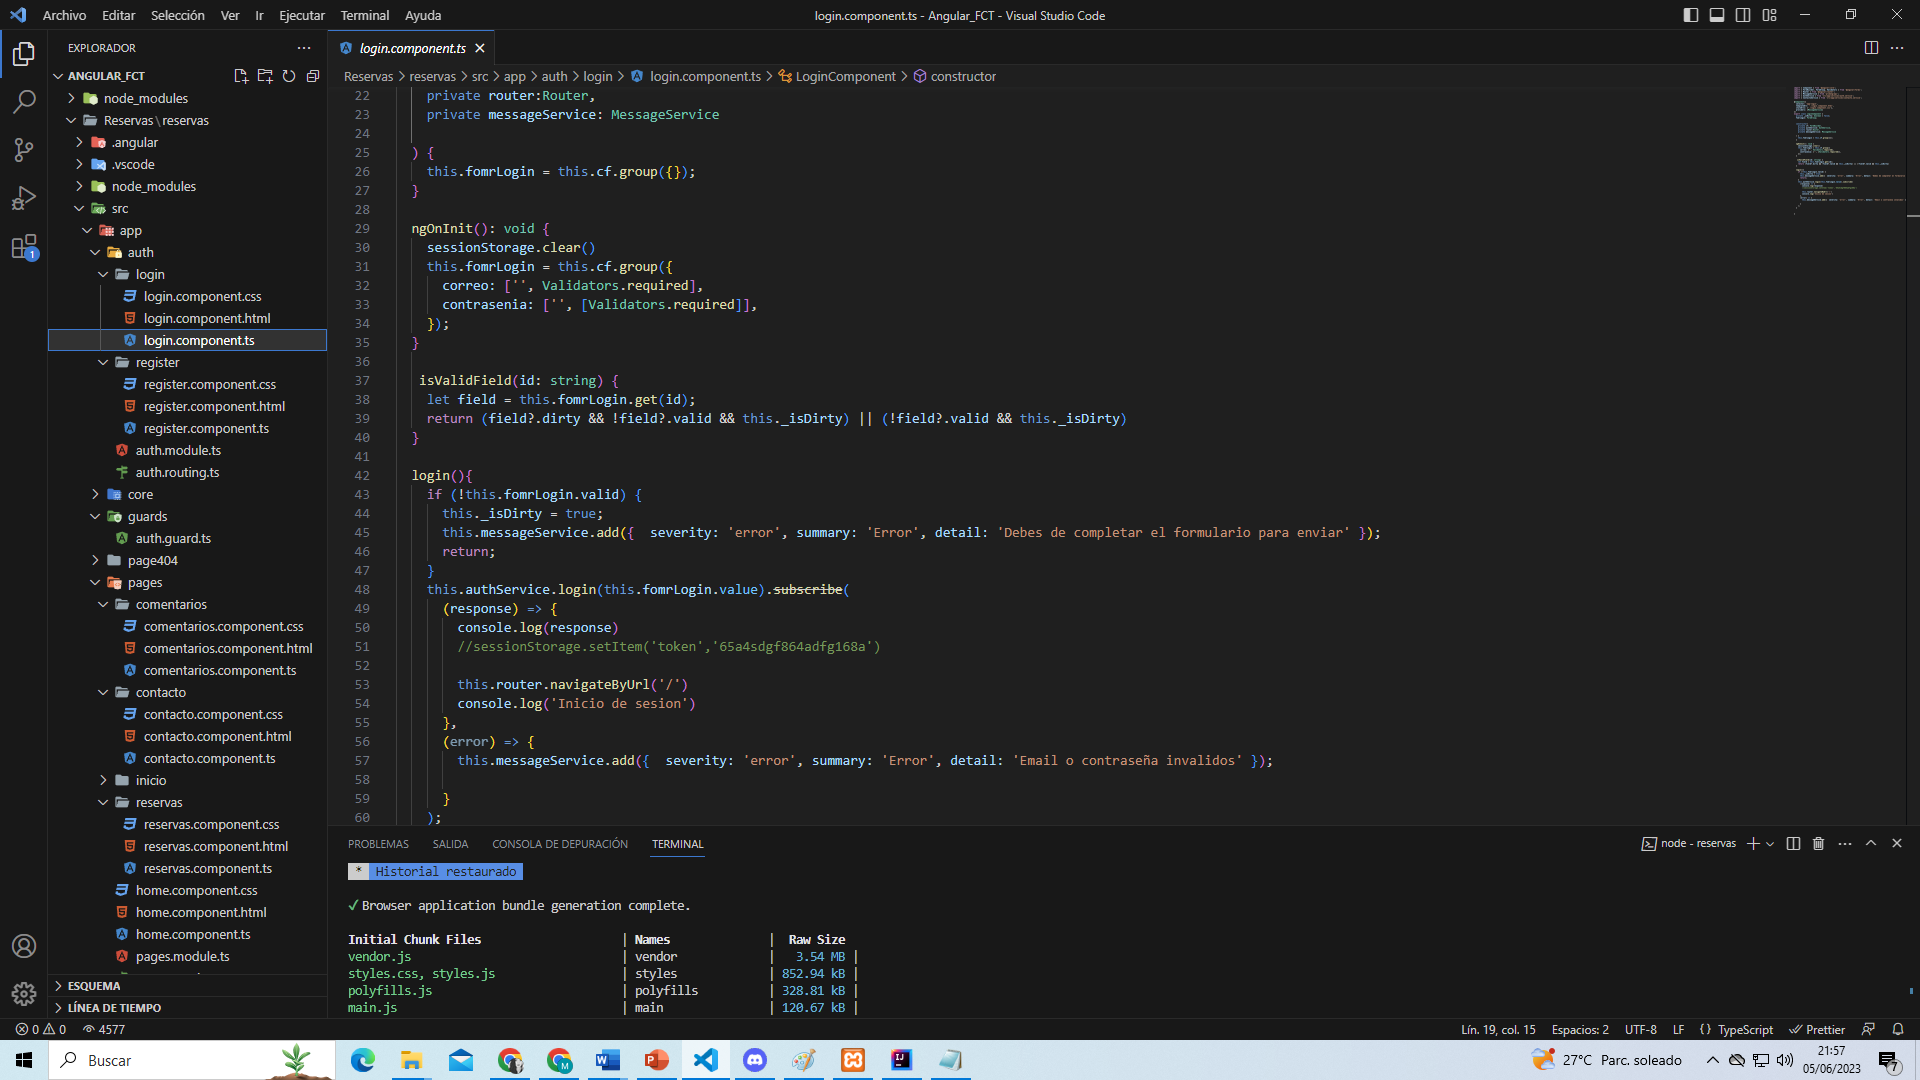 Archivo Editar Selección Ver Ir Ejecutar Terminal Ayuda
login.component.ts - Angular_FCT - Visual Studio Code
EXPLORADOR
ANGULAR_FCT
node_modules
Reservas\reservas
.angular
.vscode
node_modules
src
app
auth
login
login.component.css
login.component.html
login.component.ts
register
register.component.css
register.component.html
register.component.ts
auth.module.ts
auth.routing.ts
core
guards
auth.guard.ts
page404
pages
comentarios
comentarios.component.css
comentarios.component.html
comentarios.component.ts
contacto
contacto.component.css
contacto.component.html
contacto.component.ts
inicio
reservas
reservas.component.css
reservas.component.html
reservas.component.ts
home.component.css
home.component.html
home.component.ts
pages.module.ts
ESQUEMA
LÍNEA DE TIEMPO
1
login.component.ts
Reservas > reservas > src > app > auth > login > login.component.ts > LoginComponent > constructor
22 private router:Router,
23 private messageService: MessageService
24
25 ) {
26 this.fomrLogin = this.cf.group({});
27 }
28
29 ngOnInit(): void {
30 sessionStorage.clear()
31 this.fomrLogin = this.cf.group({
32 correo: ['', Validators.required],
33 contrasenia: ['', [Validators.required]],
34 });
35 }
36
37 isValidField(id: string) {
38 let field = this.fomrLogin.get(id);
39 return (field?.dirty && !field?.valid && this._isDirty) || (!field?.valid && this._isDirty)
40 }
41
42 login(){
43 if (!this.fomrLogin.valid) {
44 this._isDirty = true;
45 this.messageService.add({  severity: 'error', summary: 'Error', detail: 'Debes de completar el formulario para enviar' });
46 return;
47 }
48 this.authService.login(this.fomrLogin.value).subscribe(
49 (response) => {
50 console.log(response)
51 //sessionStorage.setItem('token','65a4sdgf864adfg168a')
52
53 this.router.navigateByUrl('/')
54 console.log('Inicio de sesion')
55 },
56 (error) => {
57 this.messageService.add({  severity: 'error', summary: 'Error', detail: 'Email o contraseña invalidos' });
58
59 }
60 );
PROBLEMAS SALIDA CONSOLA DE DEPURACIÓN TERMINAL
node - reservas
* Historial restaurado
✓ Browser application bundle generation complete.
Initial Chunk Files | Names | Raw Size
vendor.js | vendor | 3.54 MB |
styles.css, styles.js | styles | 852.94 kB |
polyfills.js | polyfills | 328.81 kB |
main.js | main | 120.67 kB |
0 0 4577
Lín. 19, col. 15 Espacios: 2 UTF-8 LF {} TypeScript Prettier
Buscar
27°C Parc. soleado
21:57
05/06/2023
7